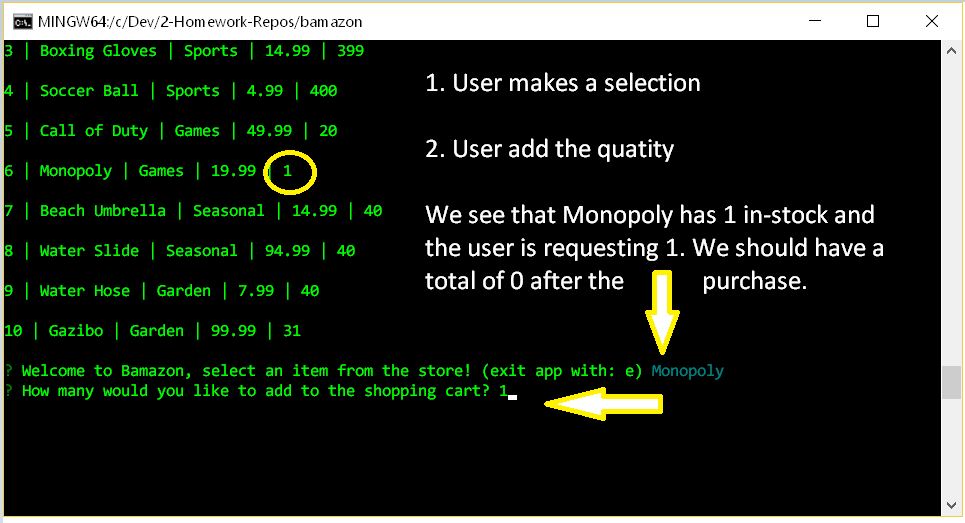 MINGW64:/c/Dev/2-Homework-Repos/bamazon
3 | Boxing Gloves | Sports | 14.99 | 399
4 | Soccer Ball | Sports | 4.99 | 400
5 | Call of Duty | Games | 49.99 | 20
6 | Monopoly | Games | 19.99 | 1
7 | Beach Umbrella | Seasonal | 14.99 | 40
8 | Water Slide | Seasonal | 94.99 | 40
9 | Water Hose | Garden | 7.99 | 40
10 | Gazibo | Garden | 99.99 | 31
? Welcome to Bamazon, select an item from the store! (exit app with: e) Monopoly
? How many would you like to add to the shopping cart? 1
1. User makes a selection
2. User add the quatity
We see that Monopoly has 1 in-stock and
the user is requesting 1. We should have a
total of 0 after the purchase.